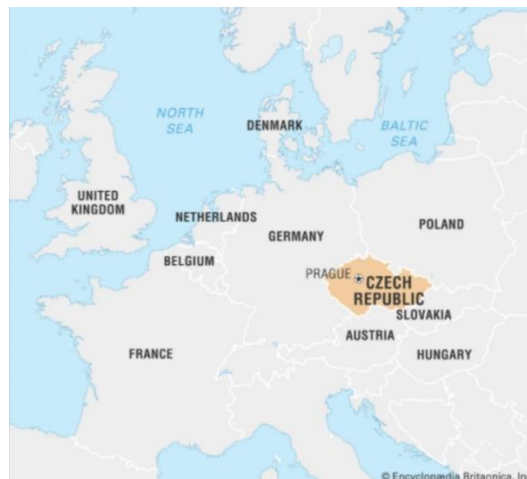 NORTH
SEA
DENMARK
BALTIC
SEA
UNITED
KINGDOM
NETHERLANDS
POLAND
GERMANY
BELGIUM
PRAGUE
CZECH
REPUBLIC
SLOVAKIA
AUSTRIA
FRANCE
HUNGARY
© Encyclopædia Britannica, In